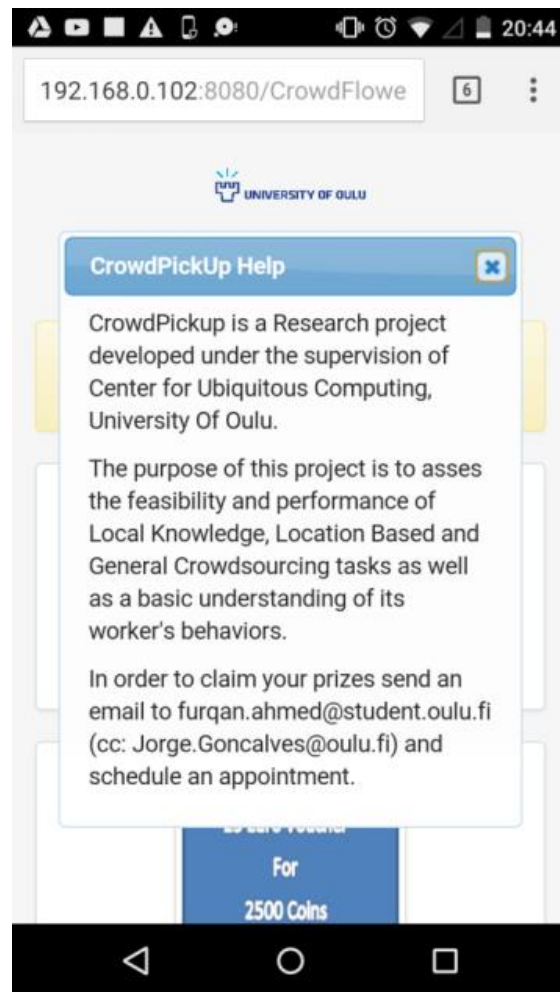 20:44
192.168.0.102:8080/CrowdFlowe
6
UNIVERSITY OF OULU
CrowdPickUp Help
CrowdPickup is a Research project
developed under the supervision of
Center for Ubiquitous Computing,
University Of Oulu.
The purpose of this project is to asses
the feasibility and performance of
Local Knowledge, Location Based and
General Crowdsourcing tasks as well
as a basic understanding of its
worker's behaviors.
In order to claim your prizes send an
email to furqan.ahmed@student.oulu.fi
(cc: Jorge.Goncalves@oulu.fi) and
schedule an appointment.
Voucher
For
2500 Coins